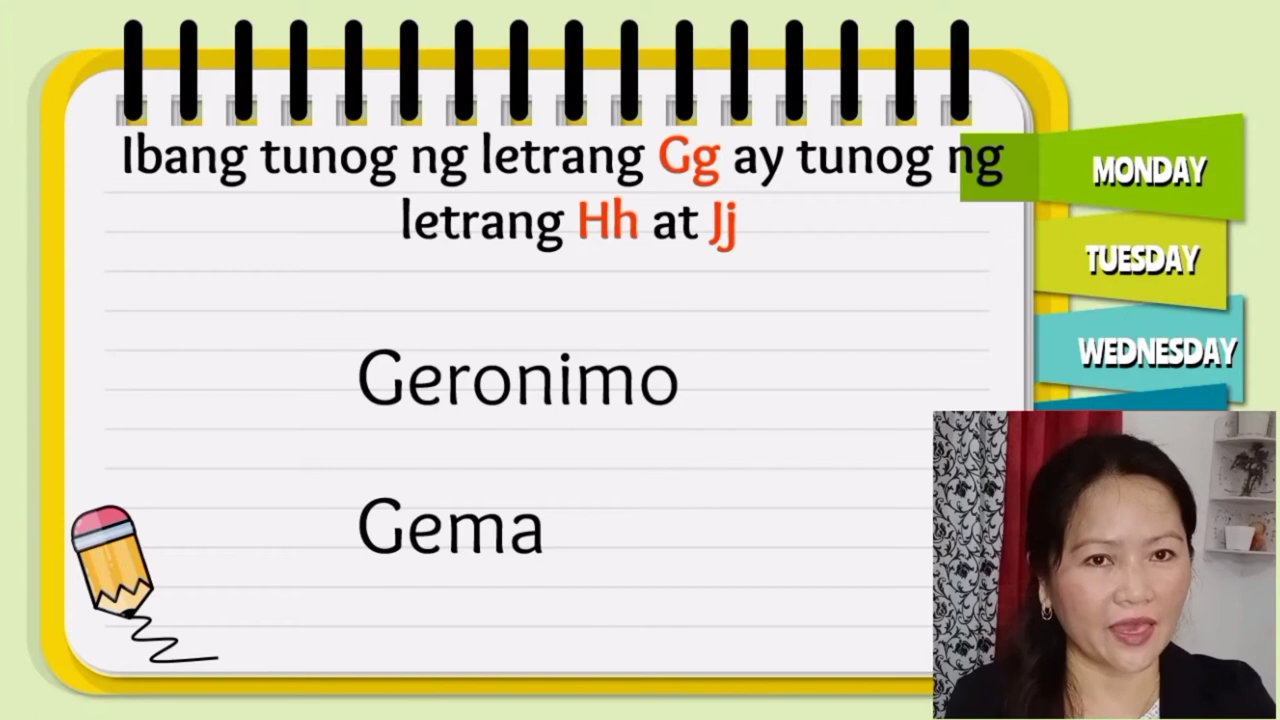 Ibang tunog ng letrang Gg ay tunog ng
letrang Hh at Jj
Geronimo
Gema
MONDAY
TUESDAY
WEDNESDAY